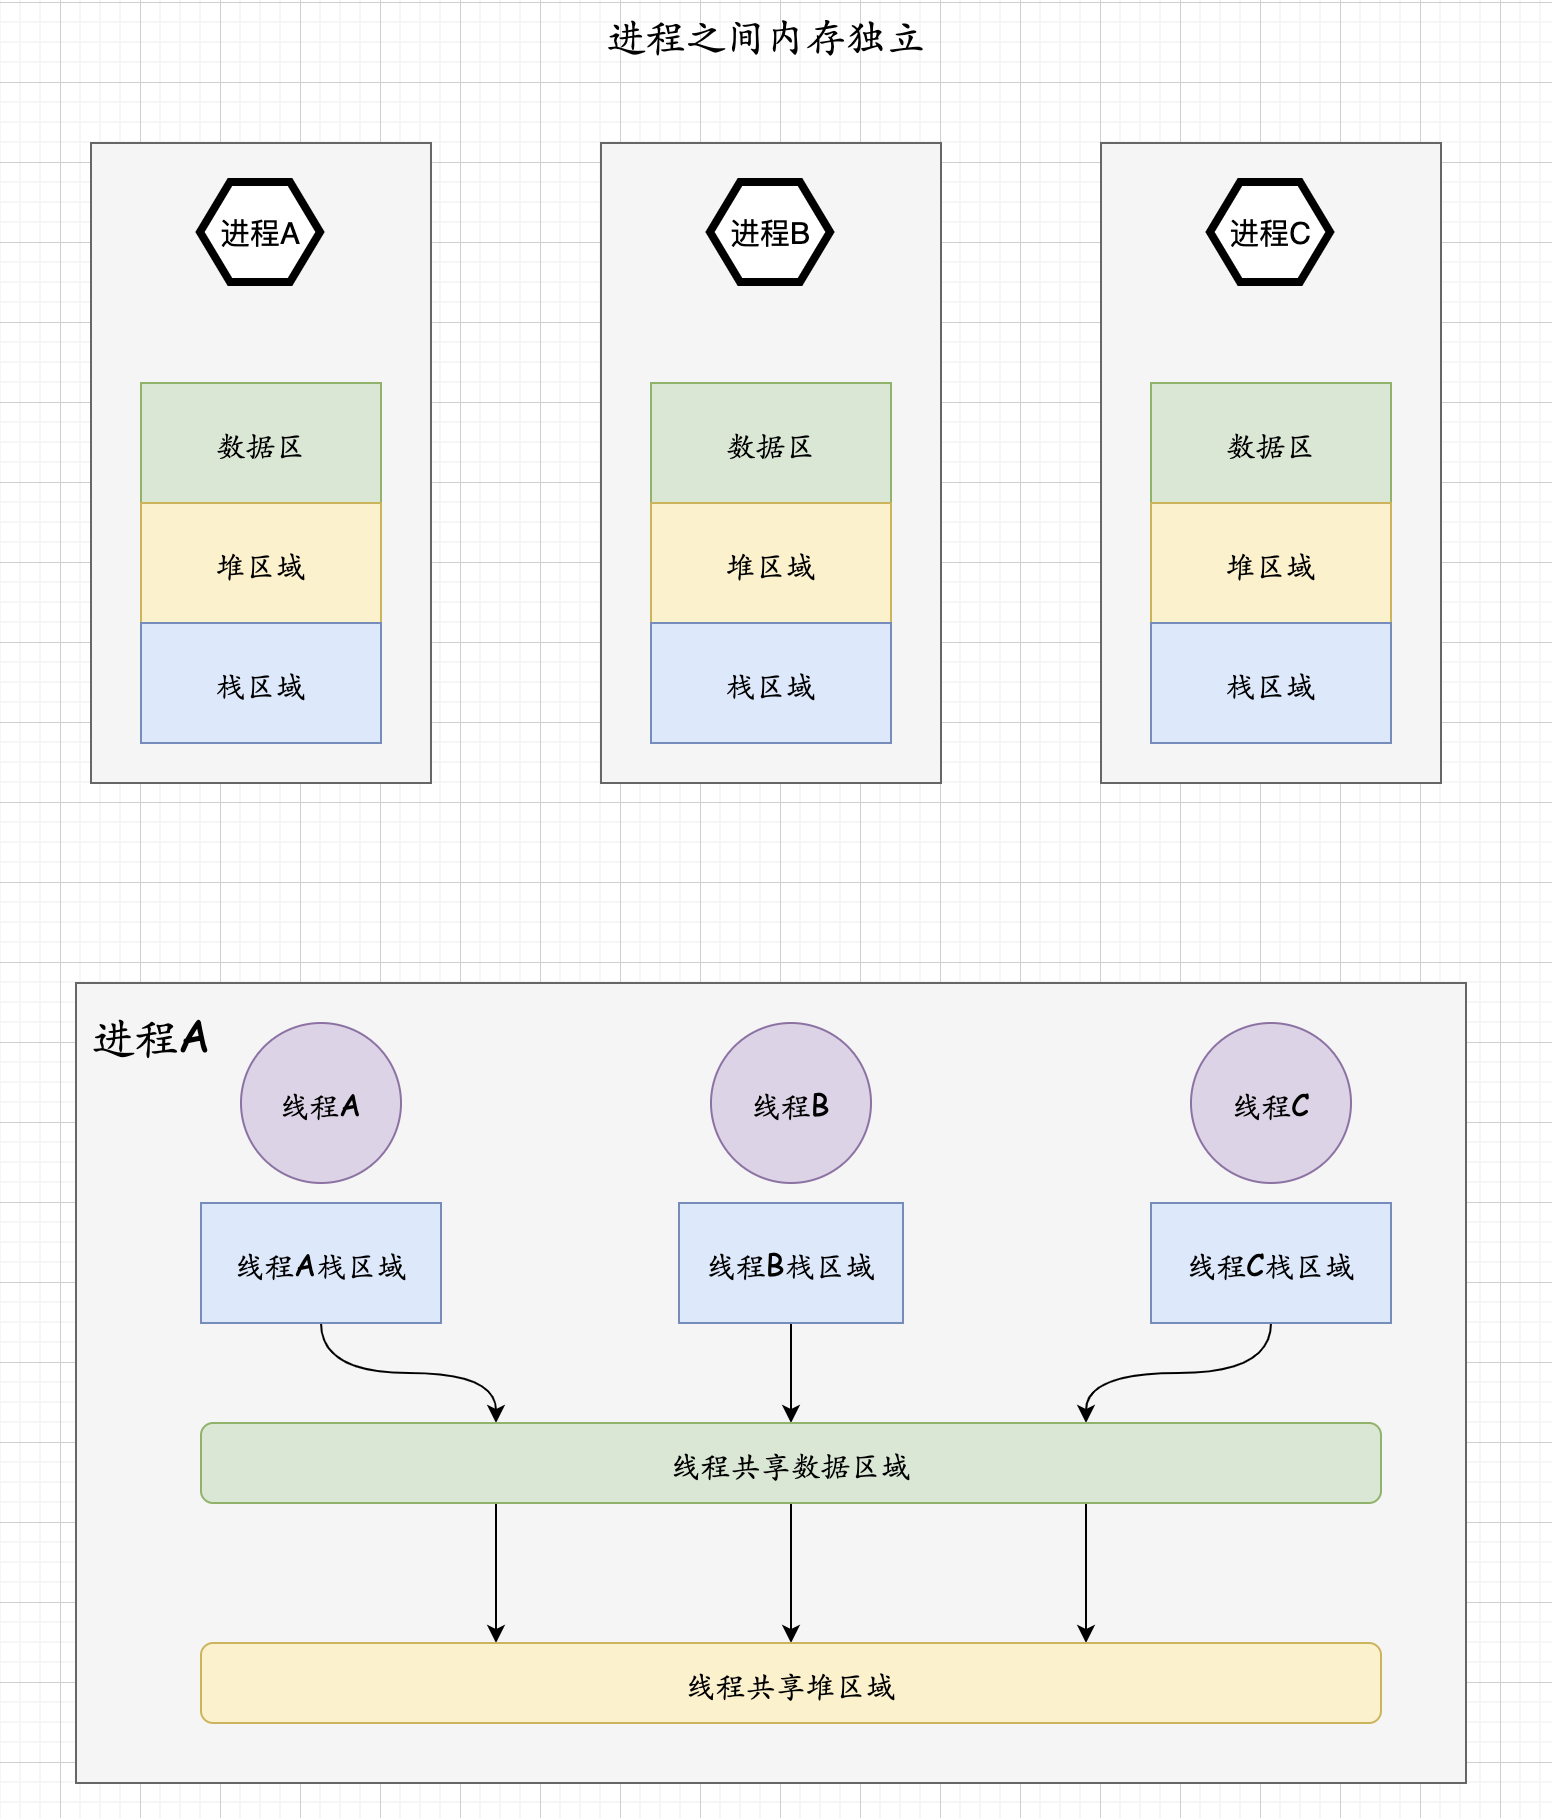 进程之间内存独立
进程A
进程B
进程C
数据区
数据区
数据区
堆区域
堆区域
堆区域
栈区域
栈区域
栈区域
进程A
线程A
线程B
线程C
线程A栈区域
线程B栈区域
线程C栈区域
线程共享数据区域
线程共享堆区域